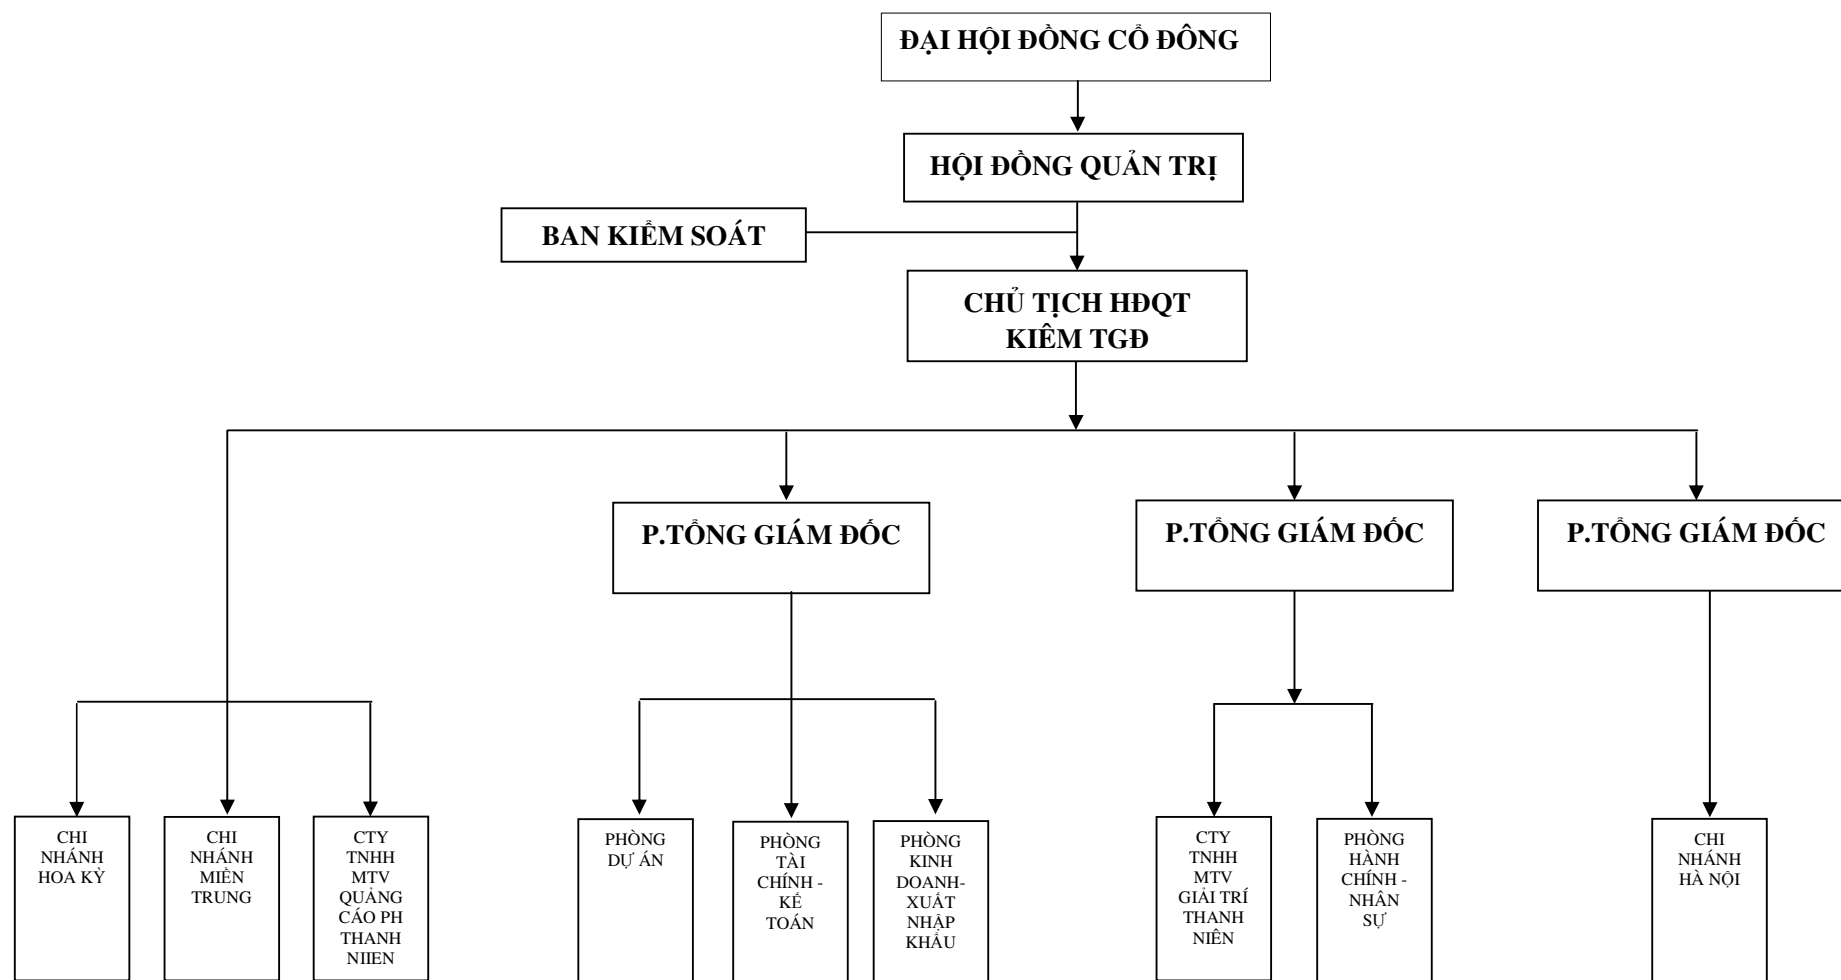 ĐẠI HỘI ĐỒNG CỔ ĐÔNG
HỘI ĐỒNG QUẢN TRỊ
BAN KIỂM SOÁT
CHỦ TỊCH HĐQT
KIÊM TGĐ
P.TỔNG GIÁM ĐỐC
P.TỔNG GIÁM ĐỐC
P.TỔNG GIÁM ĐỐC
CHI
NHÁNH
HOA KỲ
CHI
NHÁNH
MIỀN
TRUNG
CTY
TNHH
MTV
QUẢNG
CÁO PH
THANH
NIIEN
PHÒNG
DỰ ÁN
PHÒNG
TÀI
CHÍNH -
KẾ
TOÁN
PHÒNG
KINH
DOANH-
XUẤT
NHẬP
KHẨU
CTY
TNHH
MTV
GIẢI TRÍ
THANH
NIÊN
PHÒNG
HÀNH
CHÍNH -
NHÂN
SỰ
CHI
NHÁNH
HÀ NỘI